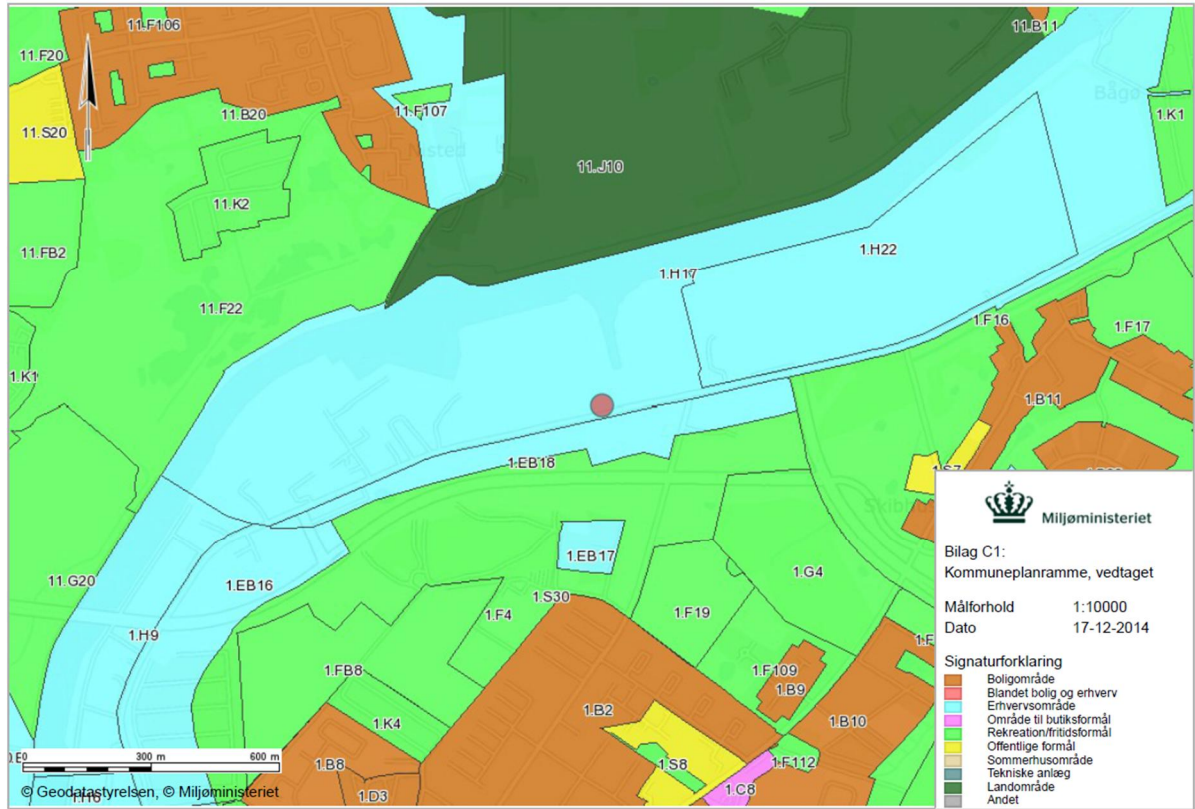 11.F106
11.B11
11.F20
Bågø
11.F107
11.B20
1.K1
11.S20
Næsted
11.J10
11.K2
11.FB2
1.H22
1.H17
11.F22
1.F16
1.F17
1.K1
1.B11
1.EB18
1.S7
1.EB17
1.G4
11.G20
1.EB16
1.S30
1.F4
1.F19
1.H9
1.FB8
1.F109
1.B9
1.B2
1.K4
1.B10
1.S8
1.F112
1.B8
1.D3
1.C8
0 300 m 600 m
© Geodatastyrelsen, © Miljøministeriet
Miljøministeriet
Bilag C1:
Kommuneplanramme, vedtaget
Målforhold 1:10000
Dato 17-12-2014
Signaturforklaring
Boligområde
Blandet bolig og erhverv
Erhvervsområde
Område til butiksformål
Rekreation/fritidsformål
Offentlige formål
Sommerhusområde
Tekniske anlæg
Landområde
Andet